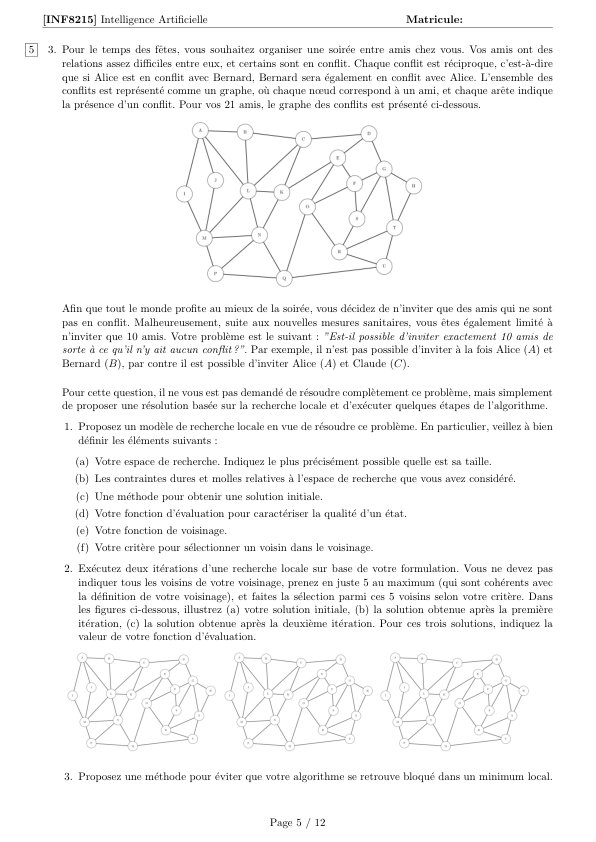 [INF8215] Intelligence Artificielle Matricule:
5 3. Pour le temps des fêtes, vous souhaitez organiser une soirée entre amis chez vous. Vos amis ont des
relations assez difficiles entre eux, et certains sont en conflit. Chaque conflit est réciproque, c'est-à-dire
que si Alice est en conflit avec Bernard, Bernard sera également en conflit avec Alice. L'ensemble des
conflits est représenté comme un graphe, où chaque nœud correspond à un ami, et chaque arête indique
la présence d'un conflit. Pour vos 21 amis, le graphe des conflits est présenté ci-dessous.
A B C D
E
J F G H
I L K
O S
M N T
R
P Q U
Afin que tout le monde profite au mieux de la soirée, vous décidez de n'inviter que des amis qui ne sont
pas en conflit. Malheureusement, suite aux nouvelles mesures sanitaires, vous êtes également limité à
n'inviter que 10 amis. Votre problème est le suivant : "Est-il possible d'inviter exactement 10 amis de
sorte à ce qu'il n'y ait aucun conflit ?". Par exemple, il n'est pas possible d'inviter à la fois Alice (A) et
Bernard (B), par contre il est possible d'inviter Alice (A) et Claude (C).
Pour cette question, il ne vous est pas demandé de résoudre complètement ce problème, mais simplement
de proposer une résolution basée sur la recherche locale et d'exécuter quelques étapes de l'algorithme.
1. Proposez un modèle de recherche locale en vue de résoudre ce problème. En particulier, veillez à bien
définir les éléments suivants :
(a) Votre espace de recherche. Indiquez le plus précisément possible quelle est sa taille.
(b) Les contraintes dures et molles relatives à l'espace de recherche que vous avez considéré.
(c) Une méthode pour obtenir une solution initiale.
(d) Votre fonction d'évaluation pour caractériser la qualité d'un état.
(e) Votre fonction de voisinage.
(f) Votre critère pour sélectionner un voisin dans le voisinage.
2. Exécutez deux itérations d'une recherche locale sur base de votre formulation. Vous ne devez pas
indiquer tous les voisins de votre voisinage, prenez en juste 5 au maximum (qui sont cohérents avec
la définition de votre voisinage), et faites la sélection parmi ces 5 voisins selon votre critère. Dans
les figures ci-dessous, illustrez (a) votre solution initiale, (b) la solution obtenue après la première
itération, (c) la solution obtenue après la deuxième itération. Pour ces trois solutions, indiquez la
valeur de votre fonction d'évaluation.
3. Proposez une méthode pour éviter que votre algorithme se retrouve bloqué dans un minimum local.
Page 5 / 12